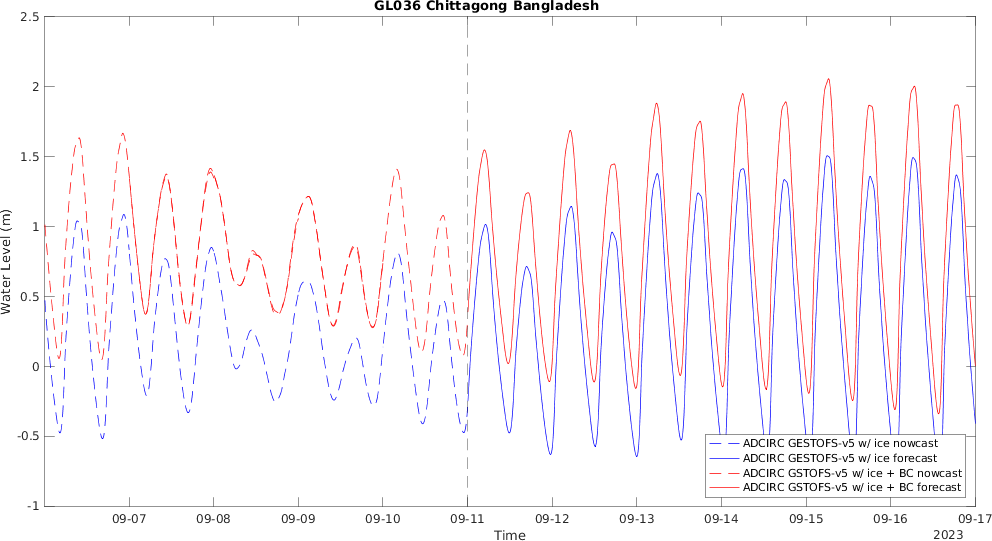 GL036 Chittagong Bangladesh
2.5
2
1.5
1
0.5
0
-0.5
-1
Water Level (m)
ADCIRC GESTOFS-v5 w/ ice nowcast
ADCIRC GESTOFS-v5 w/ ice forecast
ADCIRC GSTOFS-v5 w/ ice + BC nowcast
ADCIRC GSTOFS-v5 w/ ice + BC forecast
09-07 09-08 09-09 09-10 09-11 09-12 09-13 09-14 09-15 09-16 09-17
Time
2023